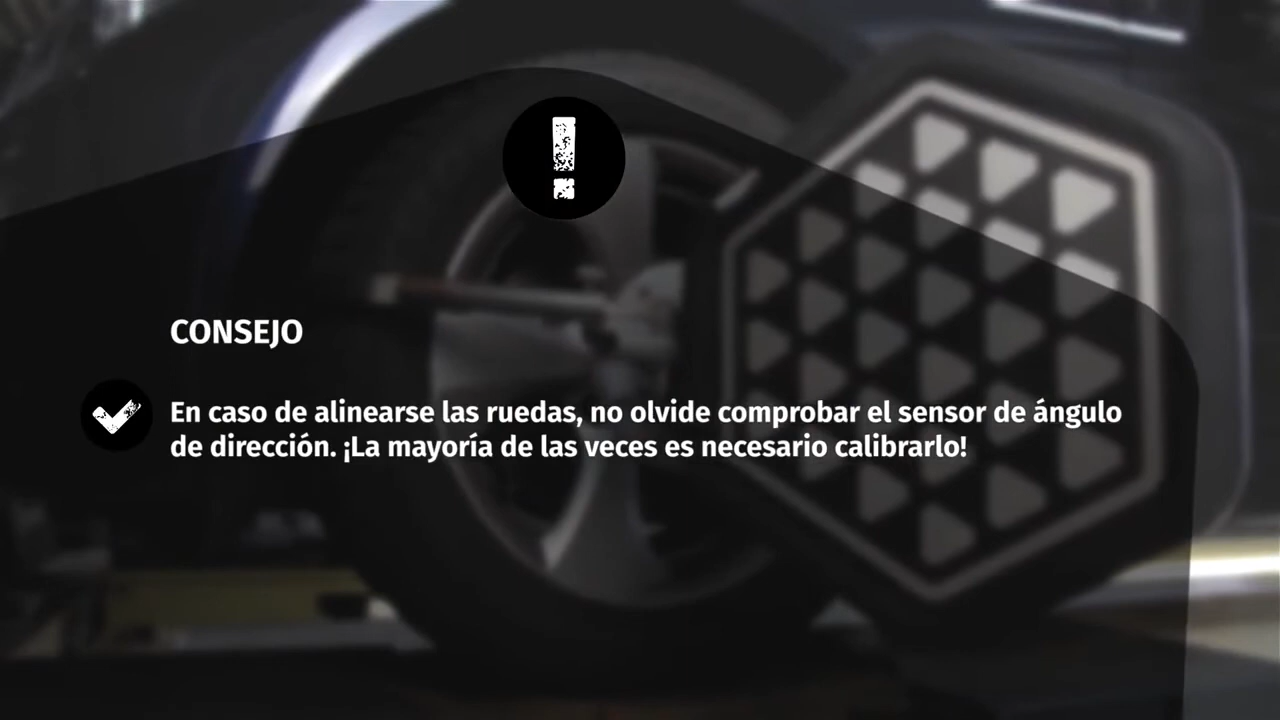 !
CONSEJO
En caso de alinearse las ruedas, no olvide comprobar el sensor de ángulo
de dirección. ¡La mayoría de las veces es necesario calibrarlo!